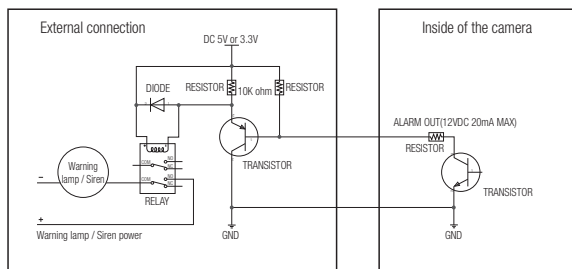 External connection
Inside of the camera
DC 5V or 3.3V
DIODE
RESISTOR
10K ohm
RESISTOR
ALARM OUT(12VDC 20mA MAX)
RESISTOR
Warning
lamp / Siren
COM
NO
NC
COM
NO
NC
TRANSISTOR
TRANSISTOR
RELAY
−
+
Warning lamp / Siren power
GND
GND